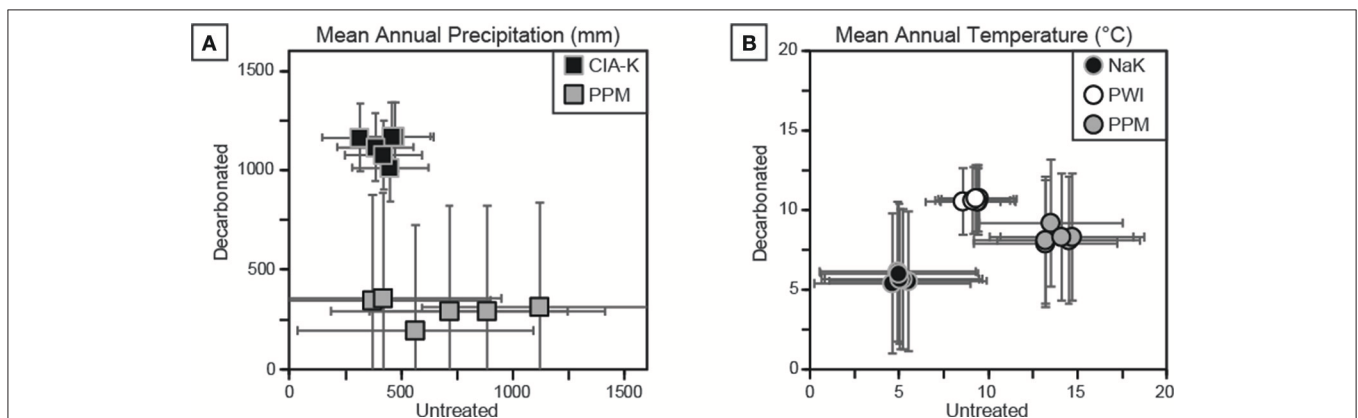 A
Mean Annual Precipitation (mm)
CIA-K
PPM
1500
1000
500
0
Decarbonated
0
500
1000
1500
Untreated
B
Mean Annual Temperature (°C)
NaK
PWI
PPM
20
15
10
5
0
Decarbonated
0
5
10
15
20
Untreated